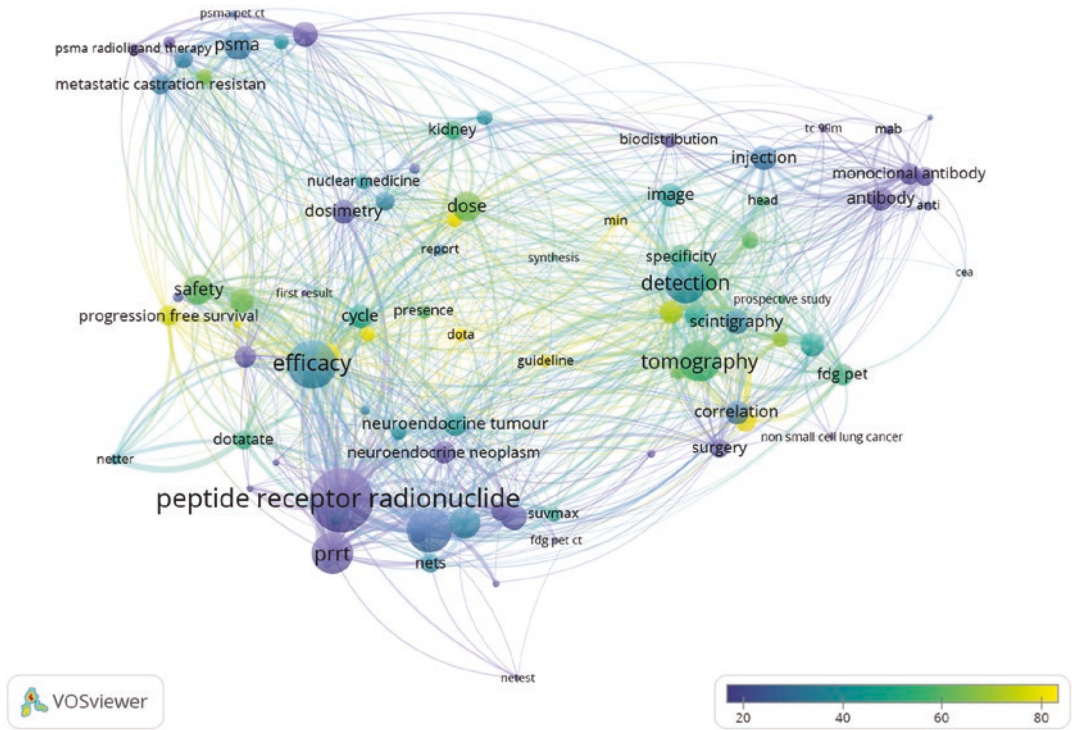 psma pet ct
psma radioligand therapy
psma
metastatic castration resistan
kidney
biodistribution
tc 99m
mab
injection
nuclear medicine
image
head
monoclonal antibody
antibody
anti
dosimetry
dose
min
report
synthesis
specificity
cea
detection
safety
first result
prospective study
progression free survival
cycle
presence
scintigraphy
dota
efficacy
guideline
tomography
fdg pet
correlation
neuroendocrine tumour
dotatate
non small cell lung cancer
neuroendocrine neoplasm
surgery
netter
peptide receptor radionuclide
suvmax
fdg pet ct
prrt
nets
netest
VOSviewer
20 40 60 80